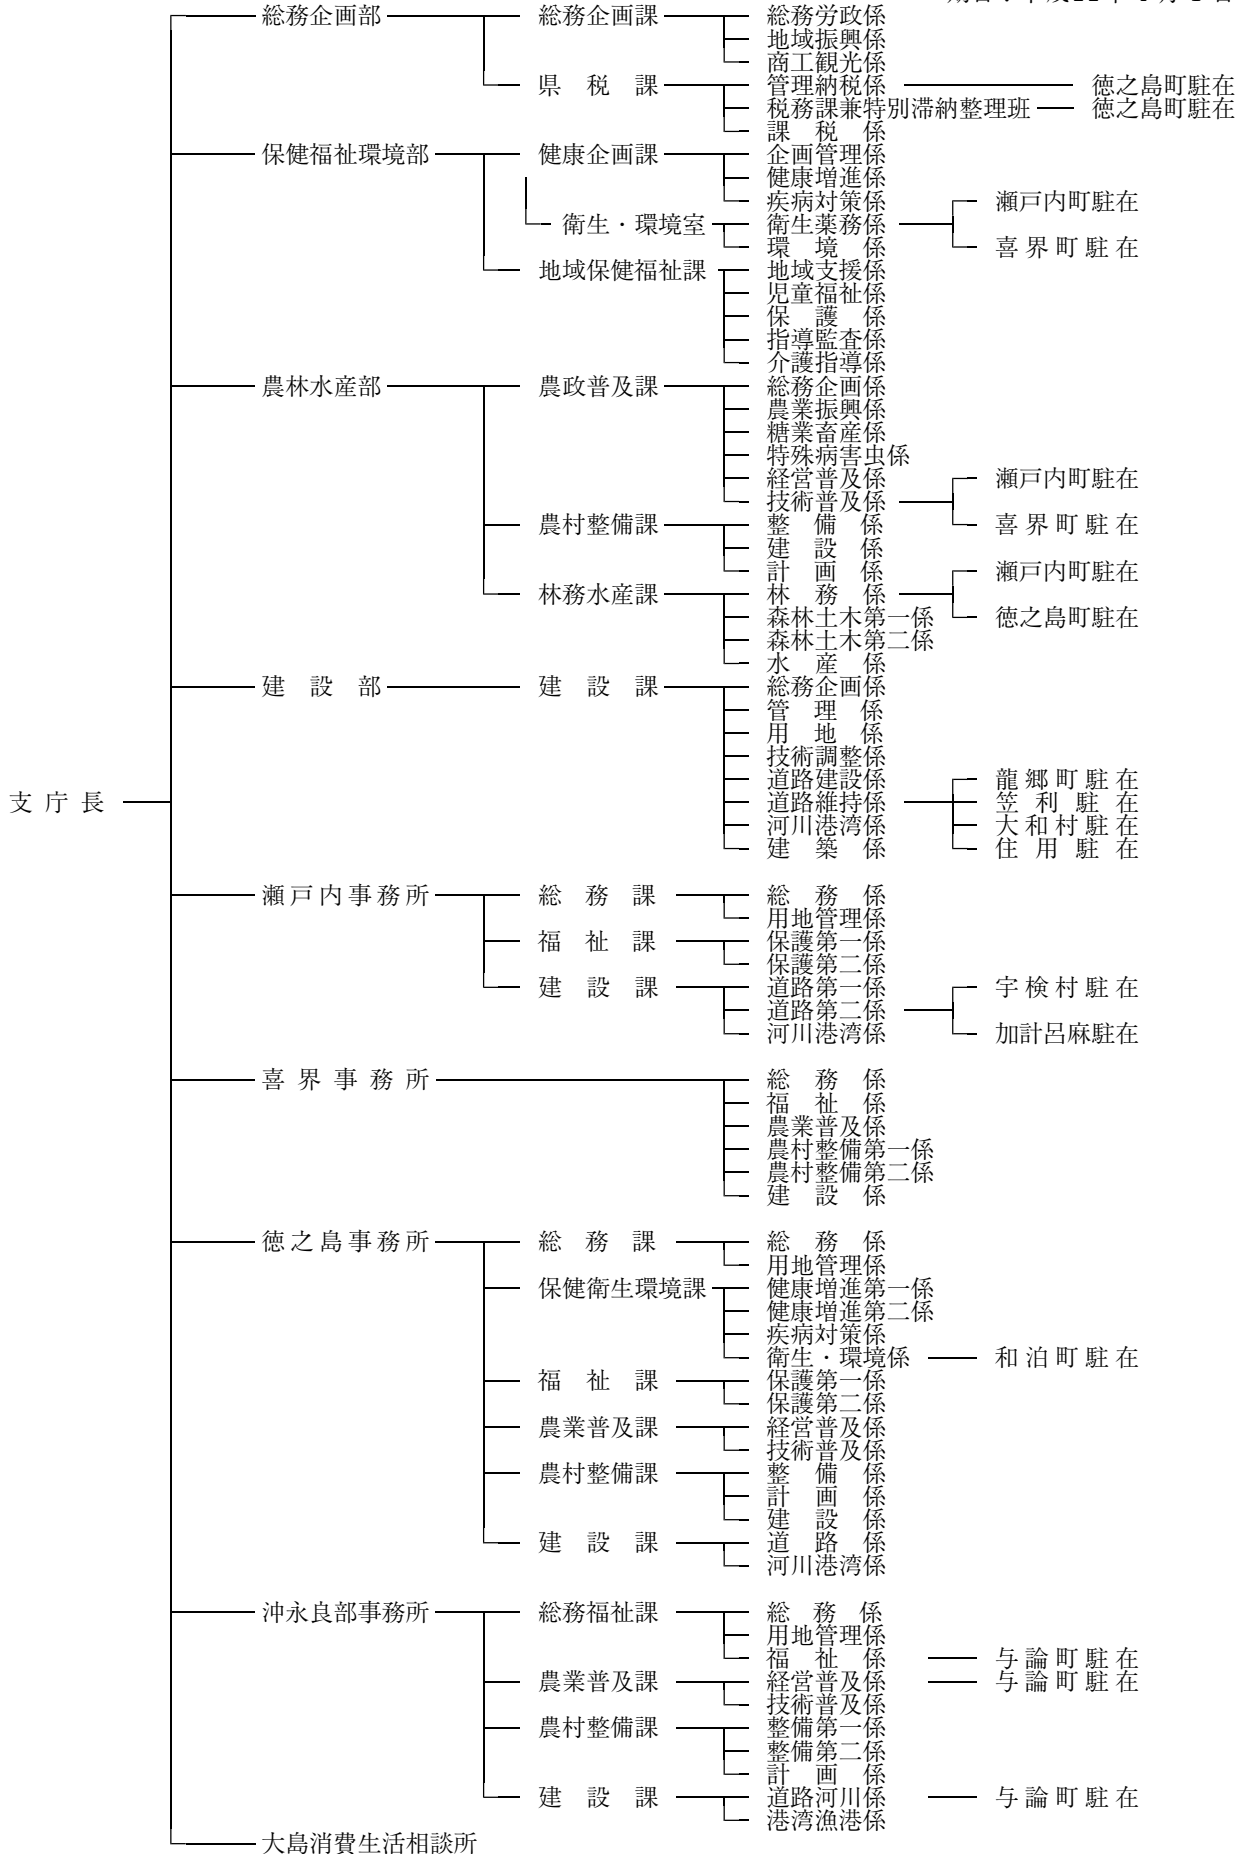 総務企画部 総務企画課 総務労政係
地域振興係
商工観光係
県税課 管理納税係 徳之島町駐在
税務課兼特別滞納整理班 徳之島町駐在
課税係
保健福祉環境部 健康企画課 企画管理係
健康増進係
疾病対策係 瀬戸内町駐在
衛生・環境室 衛生薬務係
環境係 喜界町駐在
地域保健福祉課 地域支援係
児童福祉係
保護係
指導監査係
介護指導係
農林水産部 農政普及課 総務企画係
農業振興係
糖業畜産係
特殊病害虫係
経営普及係 瀬戸内町駐在
技術普及係
農村整備課 整備係 喜界町駐在
建設係
計画係 瀬戸内町駐在
林務水産課 林務係
森林土木第一係 徳之島町駐在
森林土木第二係
水産係
建設部 建設課 総務企画係
管理係
用地係
技術調整係
道路建設係 龍郷町駐在
支庁長 道路維持係 笠利駐在
河川港湾係 大和村駐在
建築係 住用駐在
瀬戸内事務所 総務課 総務係
用地管理係
福祉課 保護第一係
保護第二係
建設課 道路第一係 宇検村駐在
道路第二係
河川港湾係 加計呂麻駐在
喜界事務所 総務係
福祉係
農業普及係
農村整備第一係
農村整備第二係
建設係
徳之島事務所 総務課 総務係
用地管理係
保健衛生環境課 健康増進第一係
健康増進第二係
疾病対策係
衛生・環境係 和泊町駐在
福祉課 保護第一係
保護第二係
農業普及課 経営普及係
技術普及係
農村整備課 整備係
計画係
建設係
建設課 道路係
河川港湾係
沖永良部事務所 総務福祉課 総務係
用地管理係
福祉係 与論町駐在
農業普及課 経営普及係 与論町駐在
技術普及係
農村整備課 整備第一係
整備第二係
計画係
建設課 道路河川係 与論町駐在
港湾漁港係
大島消費生活相談所